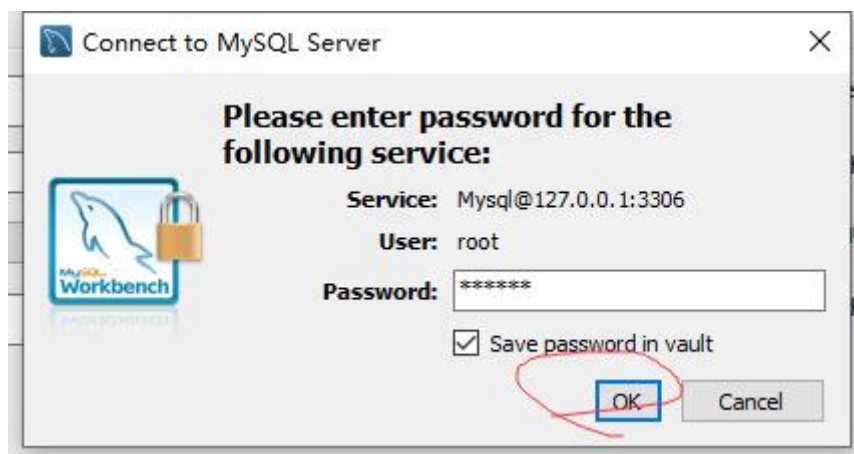 Connect to MySQL Server
Please enter password for the
following service:
Service: Mysql@127.0.0.1:3306
User: root
Password: ******
Save password in vault
MySQL
Workbench
OK Cancel